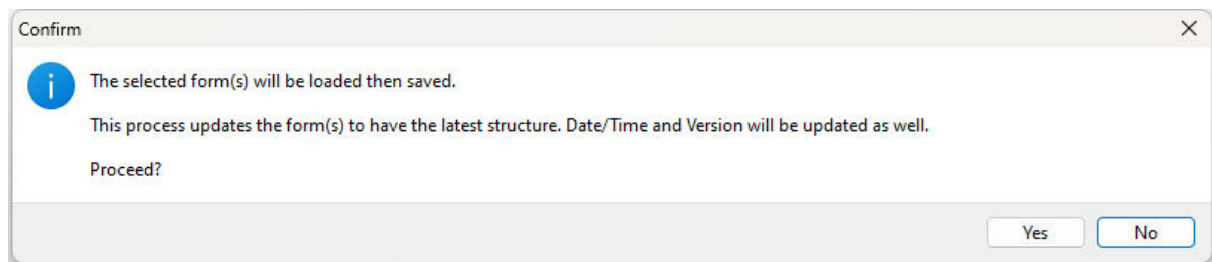 Confirm
The selected form(s) will be loaded then saved.
This process updates the form(s) to have the latest structure. Date/Time and Version will be updated as well.
Proceed?
Yes
No